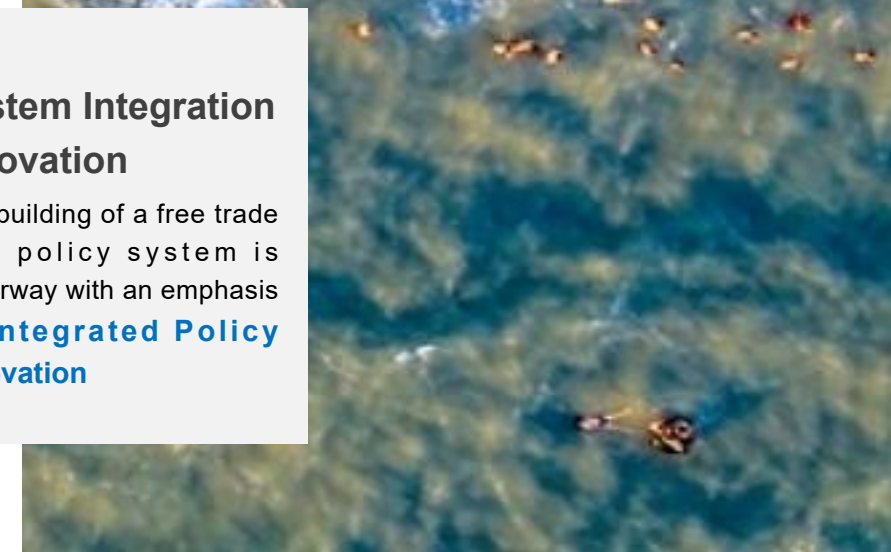 stem Integration
ovation
building of a free trade
policy system is
rway with an emphasis
ntegrated Policy
vation